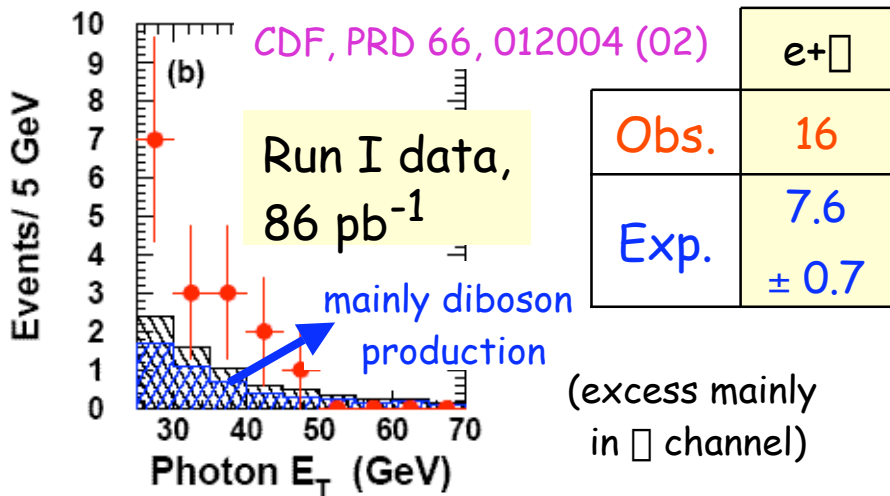 CDF, PRD 66, 012004 (02)
(b)
Events/ 5 GeV
10
9
8
7
6
5
4
3
2
1
0
30 40 50 60 70
Photon E_T (GeV)
Run I data,
86 pb⁻¹
mainly diboson
production
e+▯
Obs. 16
Exp. 7.6
± 0.7
(excess mainly
in ▯ channel)